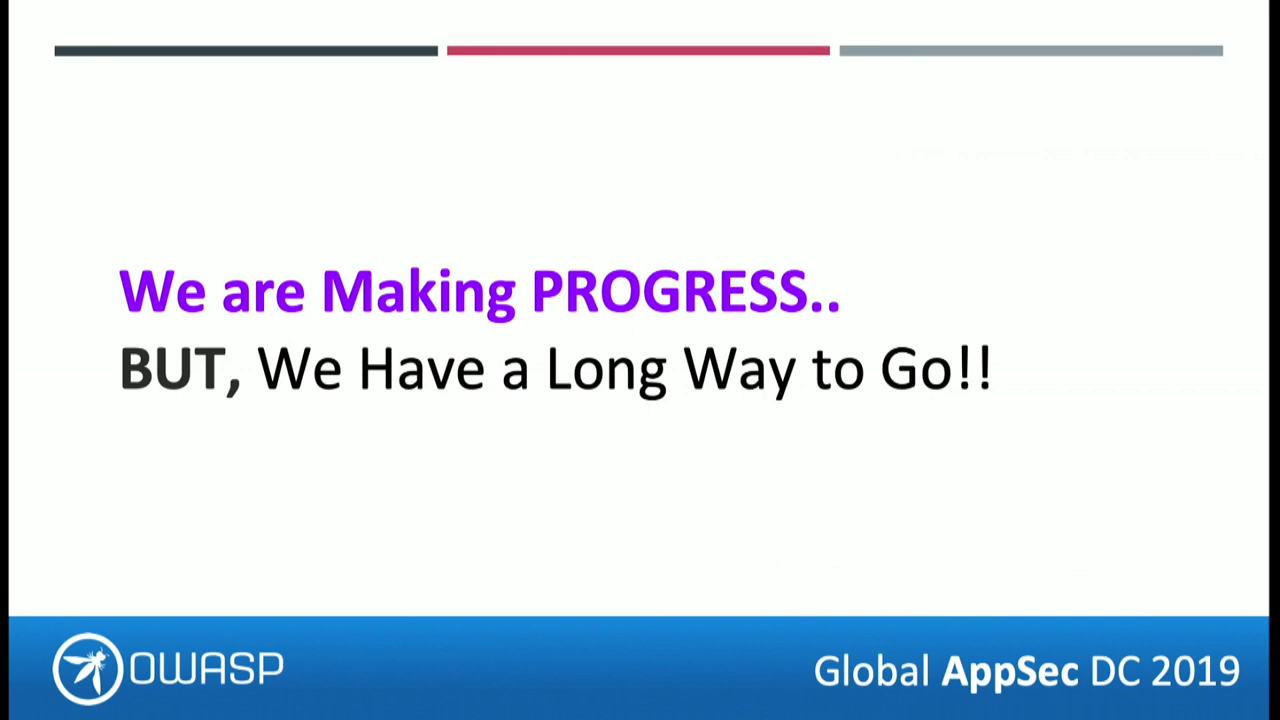 We are Making PROGRESS..
BUT, We Have a Long Way to Go!!
OWASP
Global AppSec DC 2019